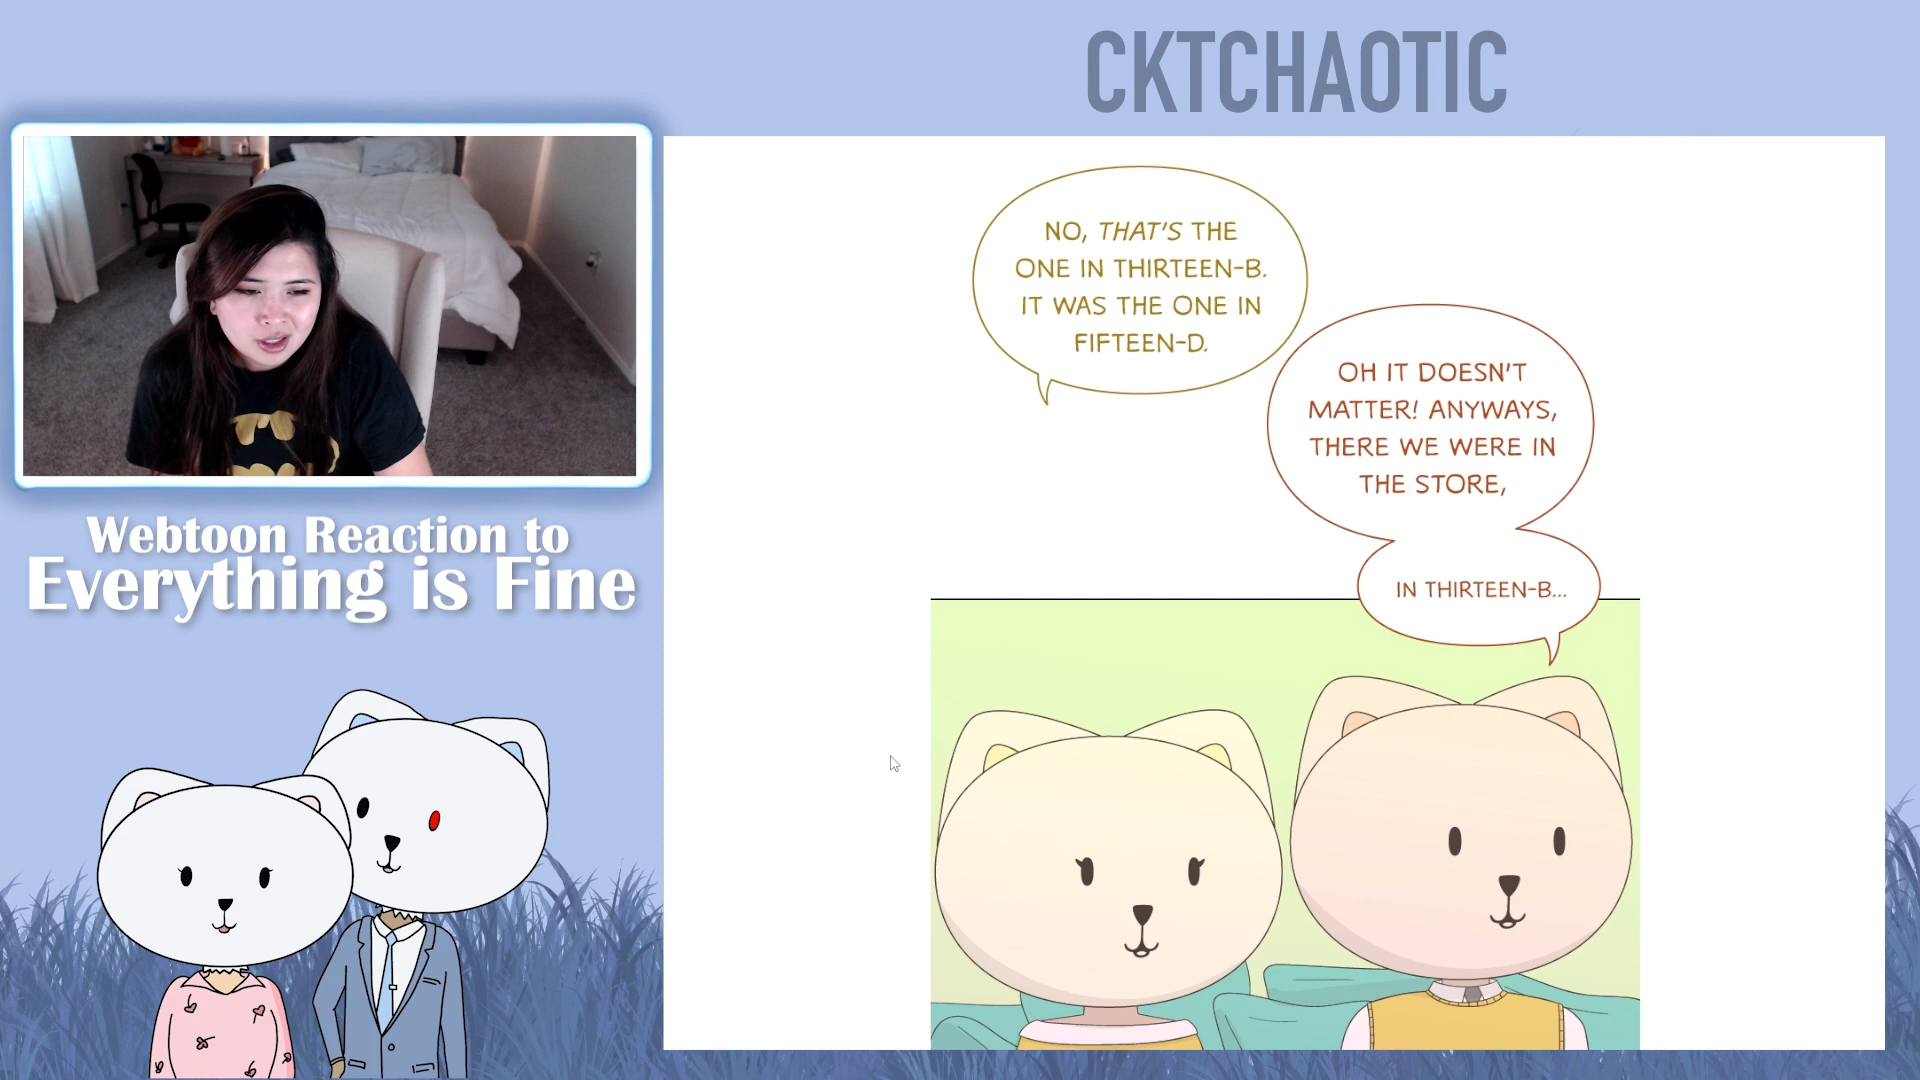 CKTCHAOTIC
Webtoon Reaction to
Everything is Fine
NO, THAT'S THE
ONE IN THIRTEEN-B.
IT WAS THE ONE IN
FIFTEEN-D.
OH IT DOESN'T
MATTER! ANYWAYS,
THERE WE WERE IN
THE STORE,
IN THIRTEEN-B...